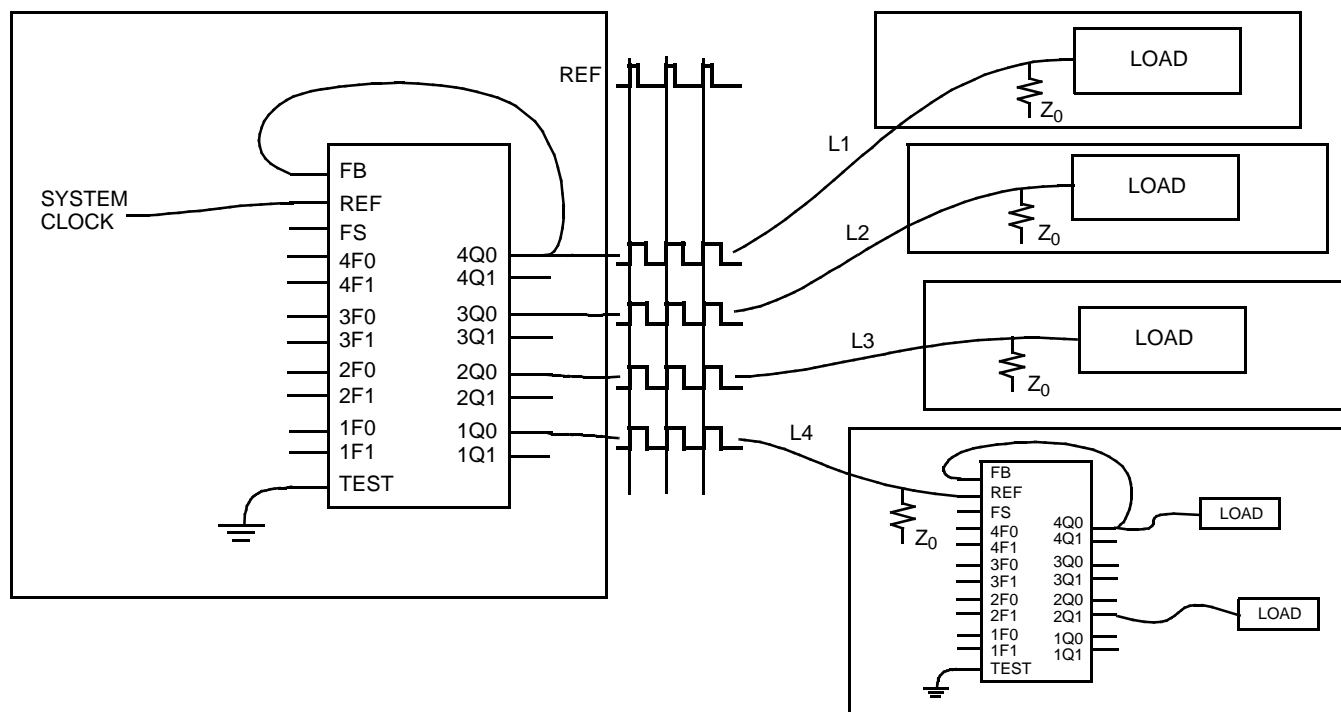 REF
SYSTEM
CLOCK
FB
REF
FS
4F0
4F1
3F0
3F1
2F0
2F1
1F0
1F1
TEST
4Q0
4Q1
3Q0
3Q1
2Q0
2Q1
1Q0
1Q1
L1
L2
L3
L4
LOAD
Z0
LOAD
Z0
LOAD
Z0
Z0
FB
REF
FS
4F0
4F1
3F0
3F1
2F0
2F1
1F0
1F1
TEST
4Q0
4Q1
3Q0
3Q1
2Q0
2Q1
1Q0
1Q1
LOAD
LOAD